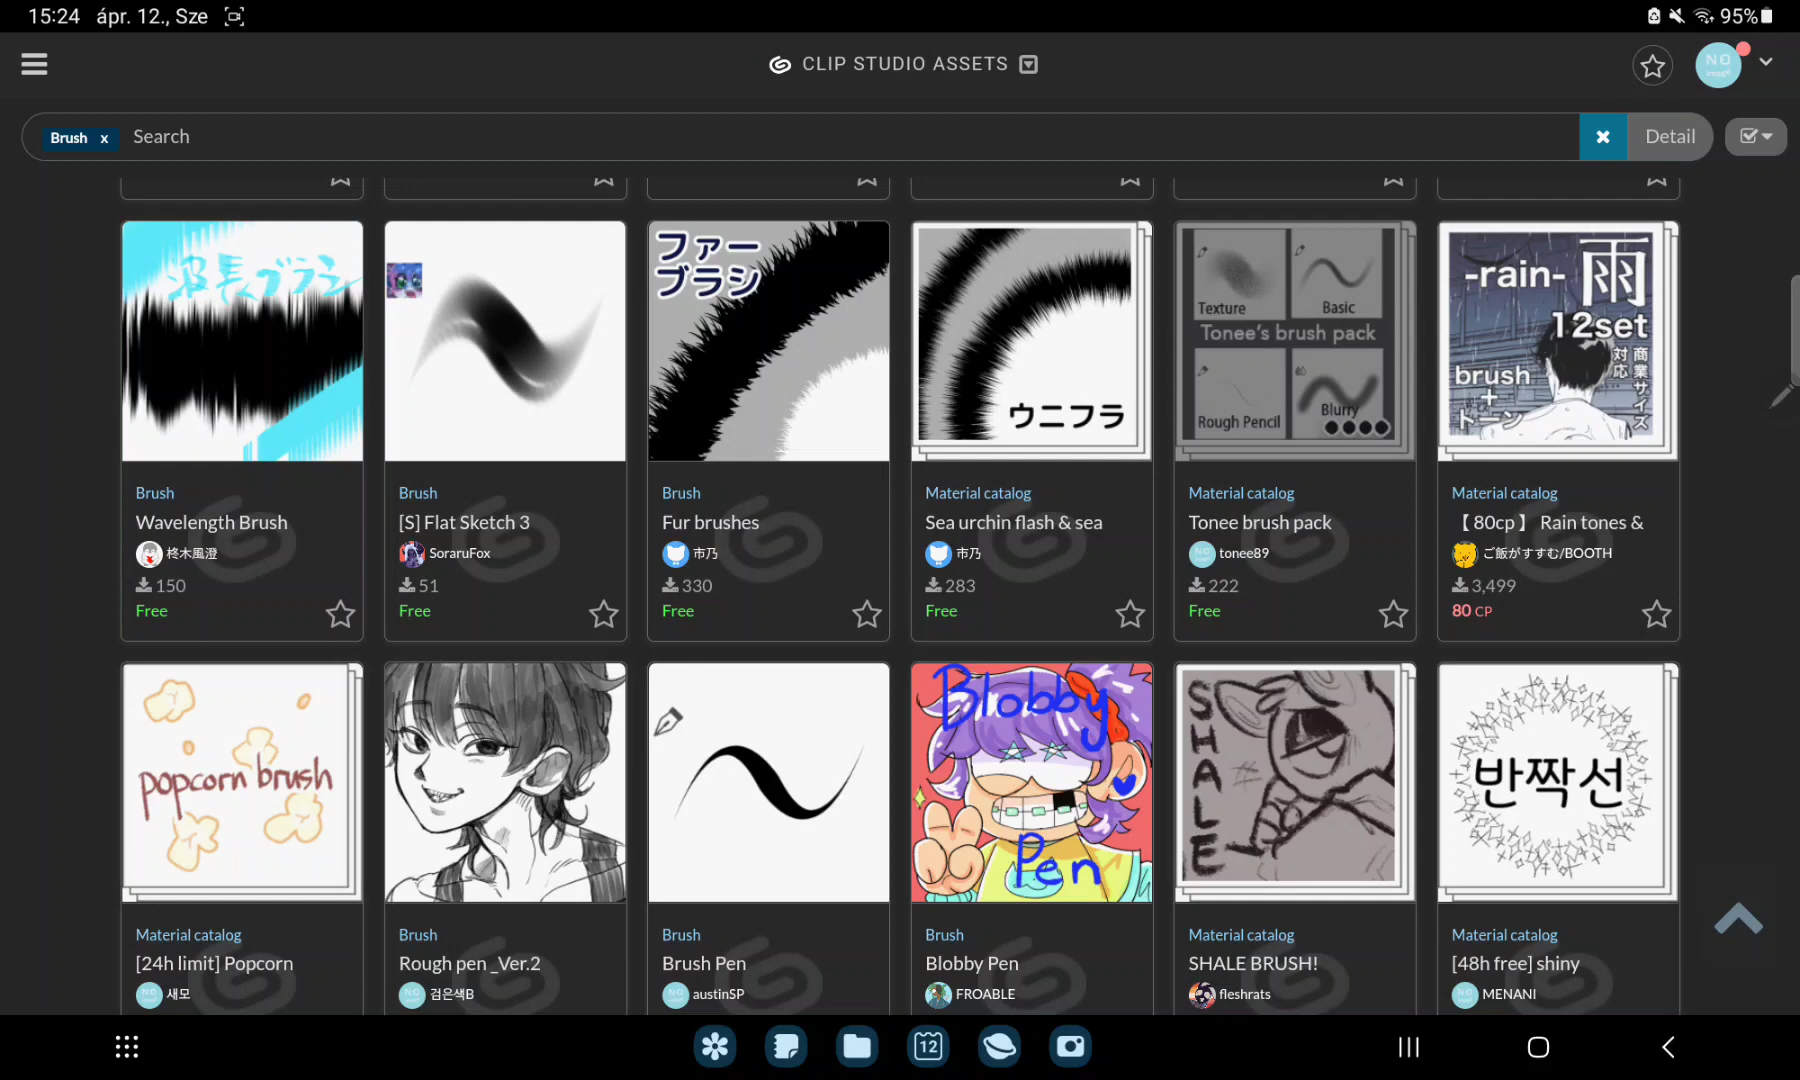 15:24 ápr. 12., Sze
95%
CLIP STUDIO ASSETS
NO
image
Brush x
Search
Detail
波長ブラシ
Brush
Wavelength Brush
柊木風澄
150
Free
Brush
[S] Flat Sketch 3
SoraruFox
51
Free
ファー
ブラシ
Brush
Fur brushes
市乃
330
Free
ウニフラ
Material catalog
Sea urchin flash & sea
市乃
283
Free
Texture
Basic
Tonee's brush pack
Rough Pencil
Blurry
Material catalog
Tonee brush pack
tonee89
222
Free
-rain- 雨
12set
brush
+
トーン
商業サイズ
対応
Material catalog
【80cp】 Rain tones &
ご飯がすすむ/BOOTH
3,499
80 CP
popcorn brush
Material catalog
[24h limit] Popcorn
새모
Brush
Rough pen _Ver.2
검은색B
Brush
Brush Pen
austinSP
Blobby
Pen
Brush
Blobby Pen
FROABLE
SHALE
Material catalog
SHALE BRUSH!
fleshrats
반짝선
Material catalog
[48h free] shiny
MENANI
12